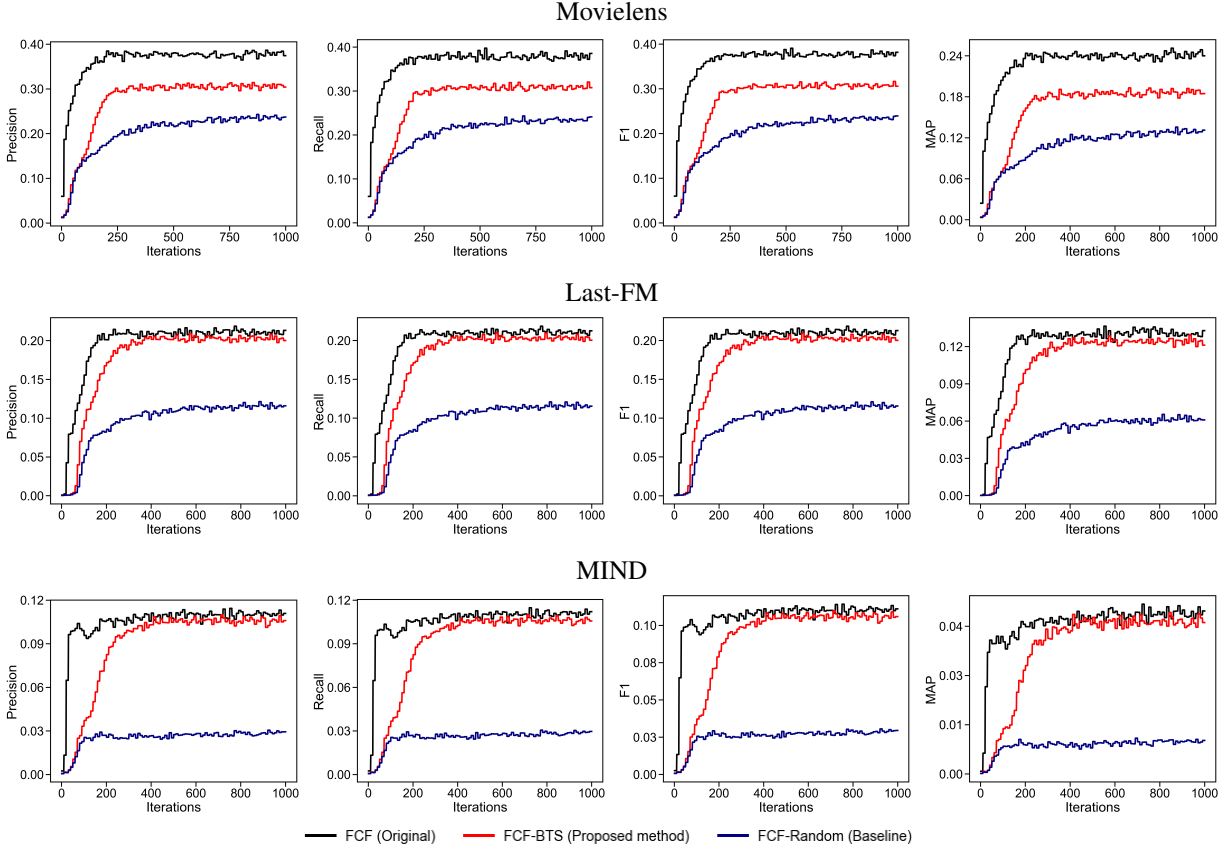 Movielens
0.40
0.30
0.20
0.10
0.00
Precision
0 250 500 750 1000
Iterations
0.40
0.30
0.20
0.10
0.00
Recall
0 250 500 750 1000
Iterations
0.40
0.30
0.20
0.10
0.00
F1
0 250 500 750 1000
Iterations
0.24
0.18
0.12
0.06
0.00
MAP
0 200 400 600 800 1000
Iterations
Last-FM
0.20
0.15
0.10
0.05
0.00
Precision
0 200 400 600 800 1000
Iterations
0.20
0.15
0.10
0.05
0.00
Recall
0 200 400 600 800 1000
Iterations
0.20
0.15
0.10
0.05
0.00
F1
0 200 400 600 800 1000
Iterations
0.12
0.09
0.06
0.03
0.00
MAP
0 200 400 600 800 1000
Iterations
MIND
0.12
0.09
0.06
0.03
0.00
Precision
0 200 400 600 800 1000
Iterations
0.12
0.09
0.06
0.03
0.00
Recall
0 200 400 600 800 1000
Iterations
0.10
0.08
0.05
0.03
0.00
F1
0 200 400 600 800 1000
Iterations
0.04
0.03
0.01
0.00
MAP
0 200 400 600 800 1000
Iterations
FCF (Original) FCF-BTS (Proposed method) FCF-Random (Baseline)